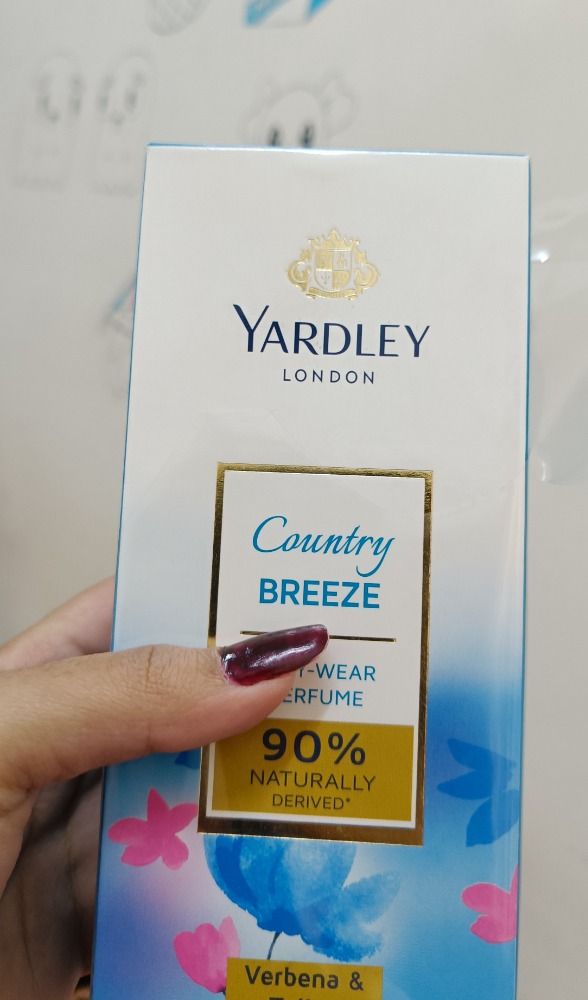 YARDLEY
LONDON
Country
BREEZE
Y-WEAR
ERFUME
90%
NATURALLY
DERIVED*
Verbena &